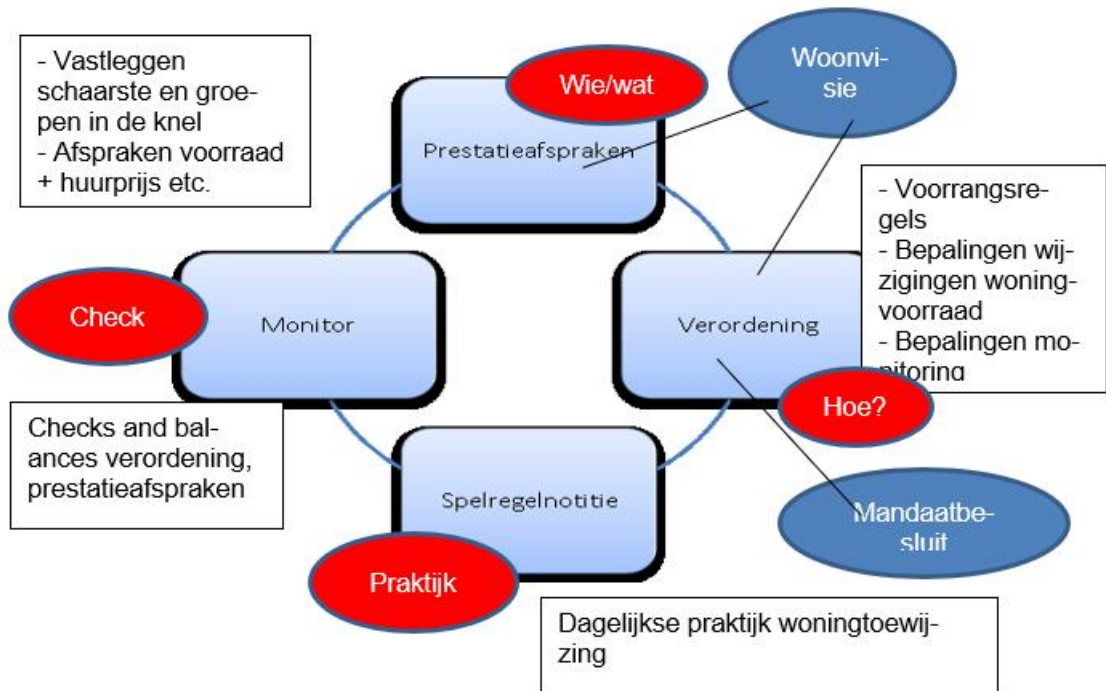 - Vastleggen
schaarste en groe-
pen in de knel
- Afspraken voorraad
+ huurprijs etc.
Wie/wat
Prestatieafspraken
Woonvi-
sie
- Voorrangsre-
gels
- Bepalingen wij-
zigingen woning-
voorraad
- Bepalingen mo-
nitoring
Check
Monitor
Verordening
Hoe?
Checks and bal-
ances verordening,
prestatieafspraken
Spelregelnotitie
Praktijk
Mandaatbe-
sluit
Dagelijkse praktijk woningtoewij-
zing